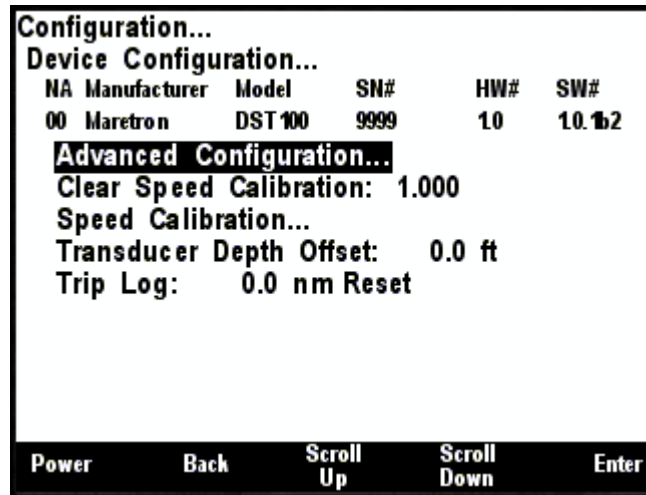 Configuration...
Device Configuration...
NA Manufacturer Model SN# HW# SW#
00 Maretron DST100 9999 1.0 1.0.1b2
Advanced Configuration...
Clear Speed Calibration: 1.000
Speed Calibration...
Transducer Depth Offset: 0.0 ft
Trip Log: 0.0 nm Reset
Power Back Scroll Up Scroll Down Enter